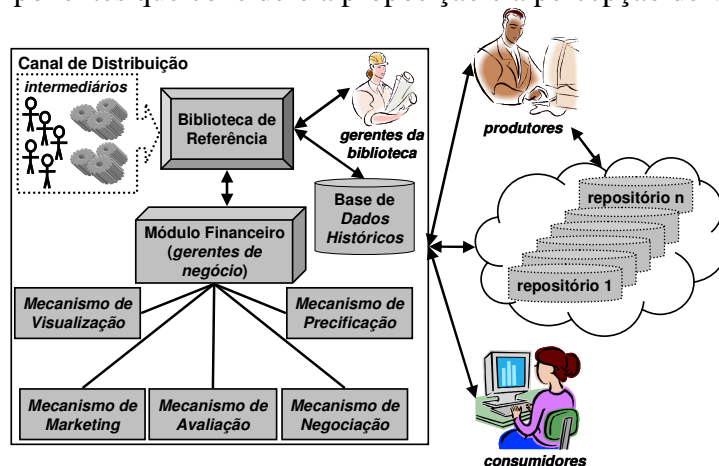 Canal de Distribuição
intermediários
Biblioteca de
Referência
gerentes da
biblioteca
Base de
Dados
Históricos
Módulo Financeiro
(gerentes de
negócio)
Mecanismo de
Visualização
Mecanismo de
Precificação
Mecanismo de
Marketing
Mecanismo de
Avaliação
Mecanismo de
Negociação
produtores
repositório n
repositório 1
consumidores